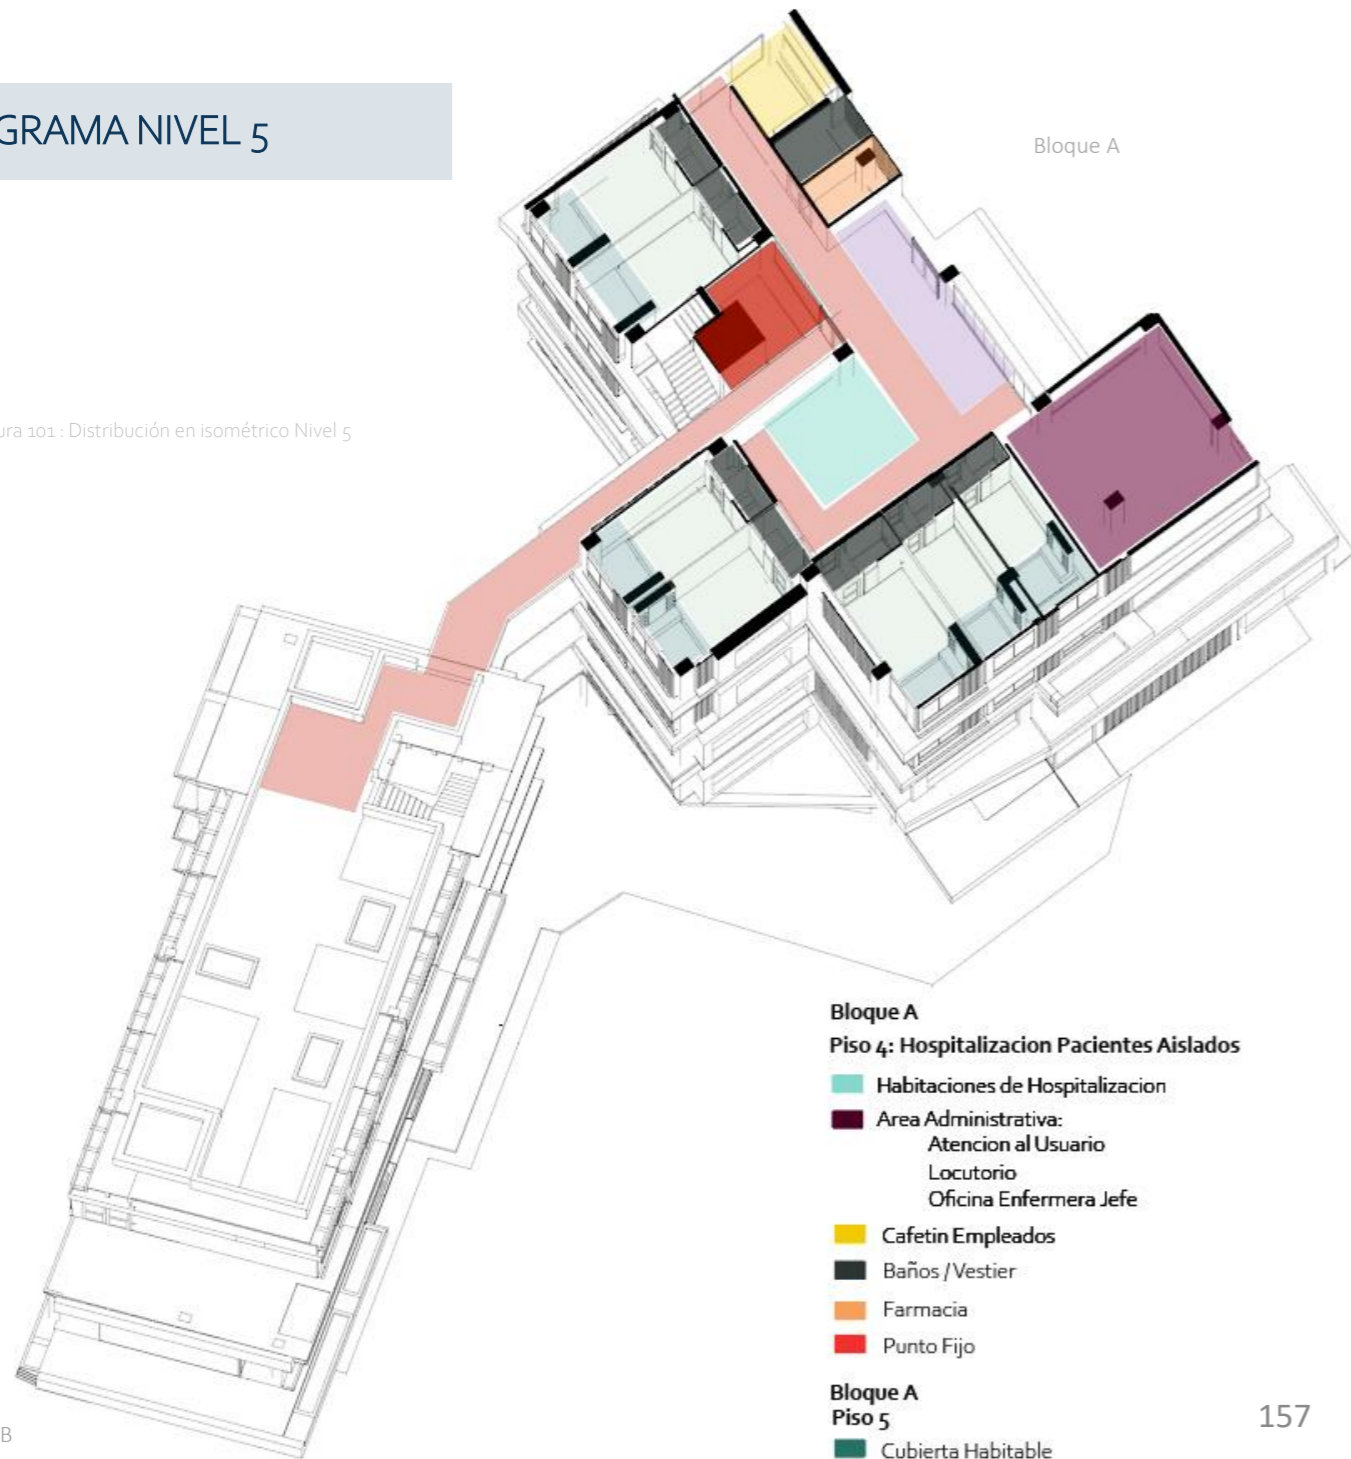 GRAMA NIVEL 5
Bloque A
ura 101 : Distribución en isométrico Nivel 5
Bloque A
Piso 4: Hospitalizacion Pacientes Aislados
Habitaciones de Hospitalizacion
Area Administrativa:
Atencion al Usuario
Locutorio
Oficina Enfermera Jefe
Cafetin Empleados
Baños / Vestier
Farmacia
Punto Fijo
Bloque A
Piso 5
Cubierta Habitable
B
157